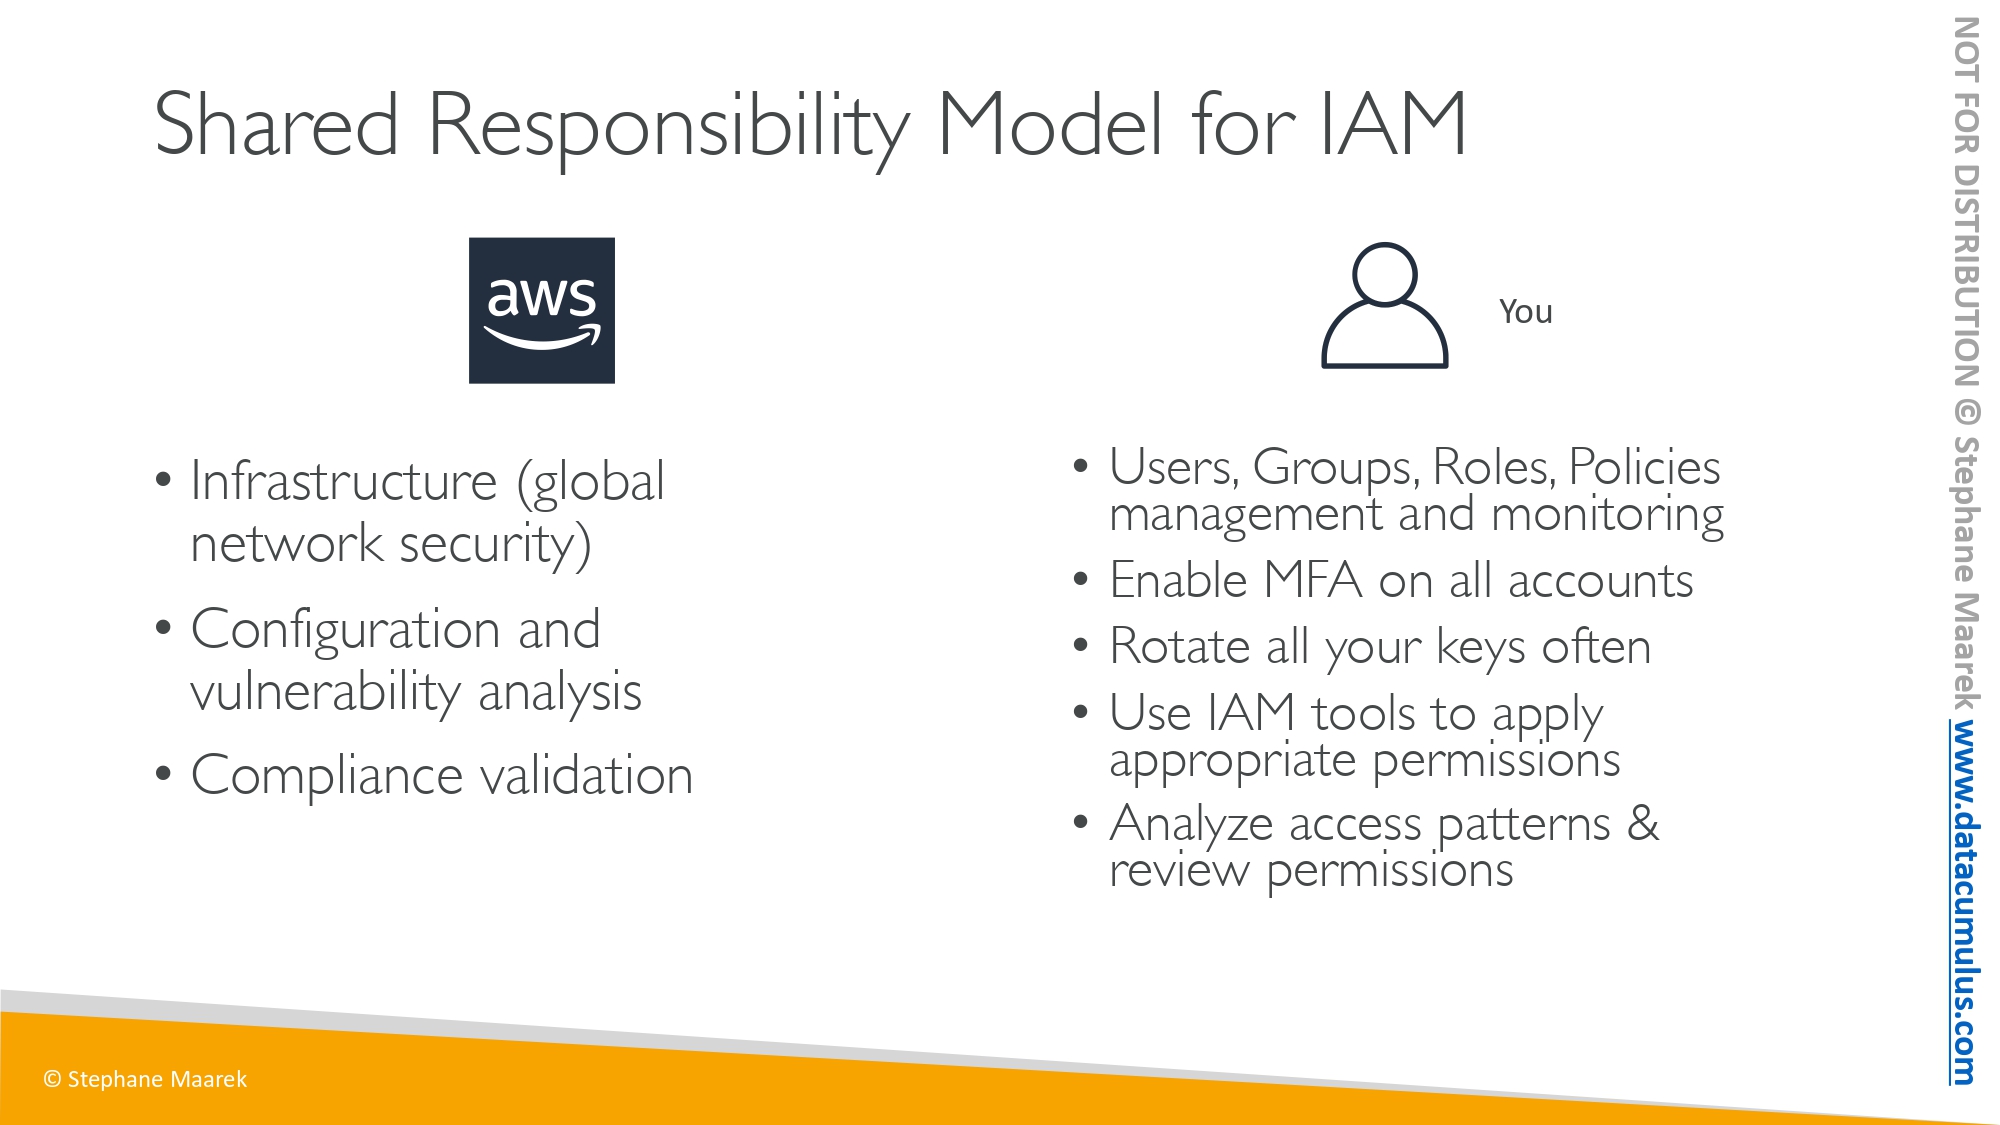 Shared Responsibility Model for IAM
aws
• Infrastructure (global
network security)
• Configuration and
vulnerability analysis
• Compliance validation
You
• Users, Groups, Roles, Policies
management and monitoring
• Enable MFA on all accounts
• Rotate all your keys often
• Use IAM tools to apply
appropriate permissions
• Analyze access patterns &
review permissions
© Stephane Maarek
NOT FOR DISTRIBUTION © Stephane Maarek www.datacumulus.com